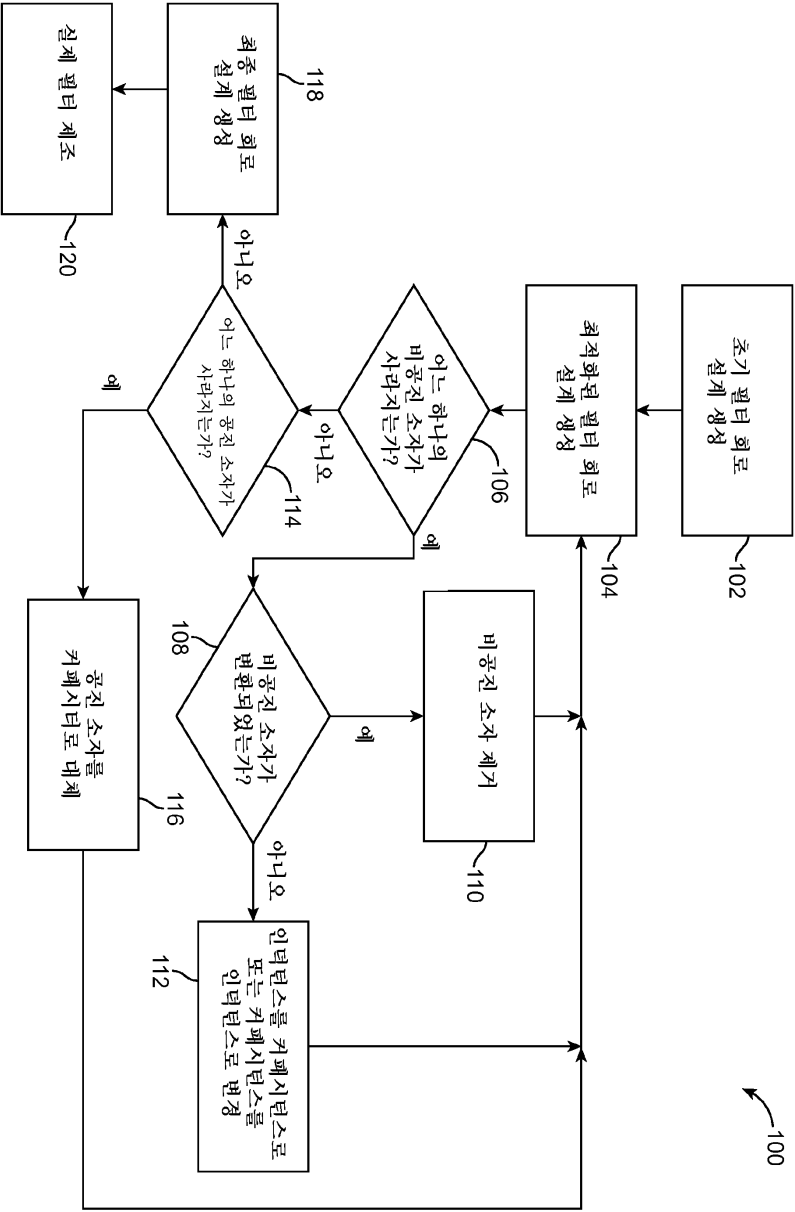 100
초기 필터 회로
설계 생성
102
최적화된 필터 회로
설계 생성
104
어느 하나의
비공진 소자가
사라지는가?
106
예
아니오
비공진 소자가
변환되었는가?
108
예
아니오
비공진 소자 제거
110
인덕턴스를 커패시턴스로
또는 커패시턴스를
인덕턴스로 변경
112
어느 하나의 공진 소자가
사라지는가?
114
예
아니오
공진 소자를
커패시터로 대체
116
최종 필터 회로
설계 생성
118
실제 필터 제조
120